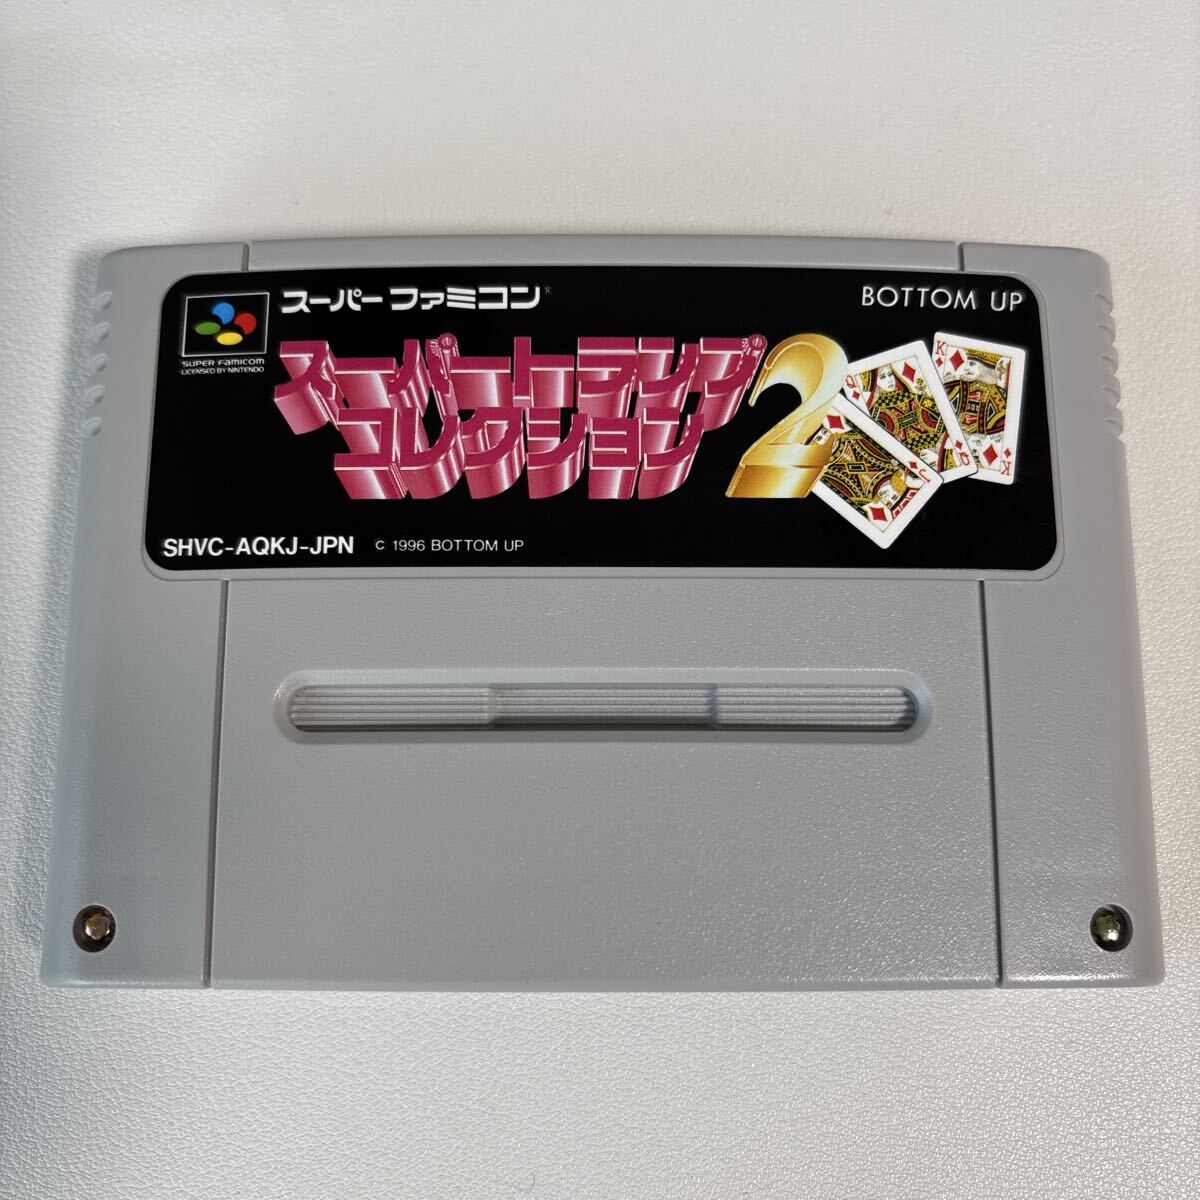 スーパーファミコン®
BOTTOM UP
SUPER FAMICOM
LICENSED BY NINTENDO
スーパートランプ
コレクション2
K
Q
Q
K
J
SHVC-AQKJ-JPN
C 1996 BOTTOM UP